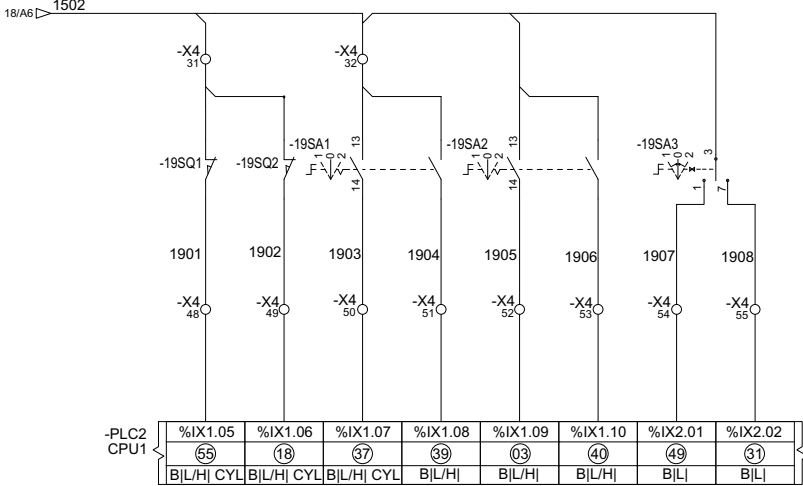 18/A6 1502
-X4 31
-X4 32
-19SQ1
-19SQ2
-19SA1
1 0 2
13
14
-19SA2
1 0 2
13
14
-19SA3
1 0 2
3
1
7
1901 1902 1903 1904 1905 1906 1907 1908
-X4 -X4 -X4 -X4 -X4 -X4 -X4 -X4
48 49 50 51 52 53 54 55
-PLC2 %IX1.05 %IX1.06 %IX1.07 %IX1.08 %IX1.09 %IX1.10 %IX2.01 %IX2.02
CPU1 55 18 37 39 03 40 49 31
B|L/H| CYL B|L/H| CYL B|L/H| CYL B|L/H| B|L/H| B|L/H| B|L| B|L|